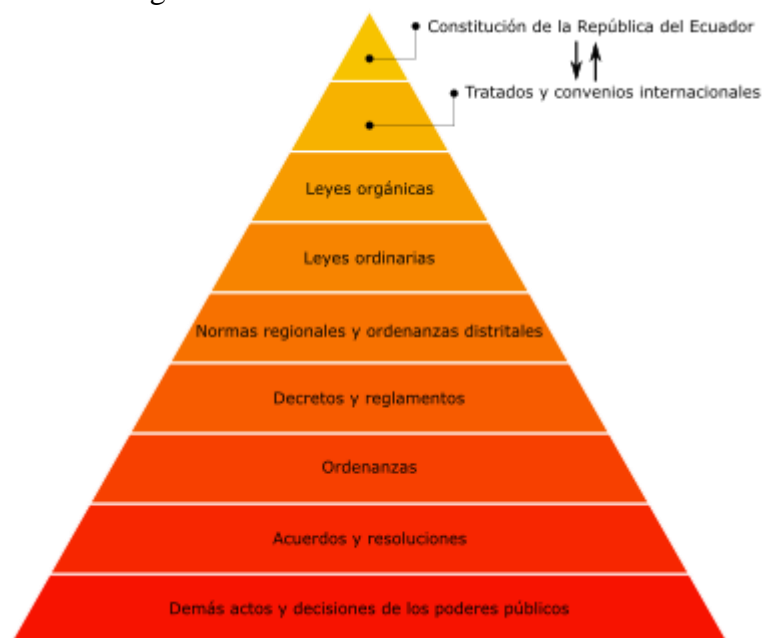 Constitución de la República del Ecuador
Tratados y convenios internacionales
Leyes orgánicas
Leyes ordinarias
Normas regionales y ordenanzas distritales
Decretos y reglamentos
Ordenanzas
Acuerdos y resoluciones
Demás actos y decisiones de los poderes públicos